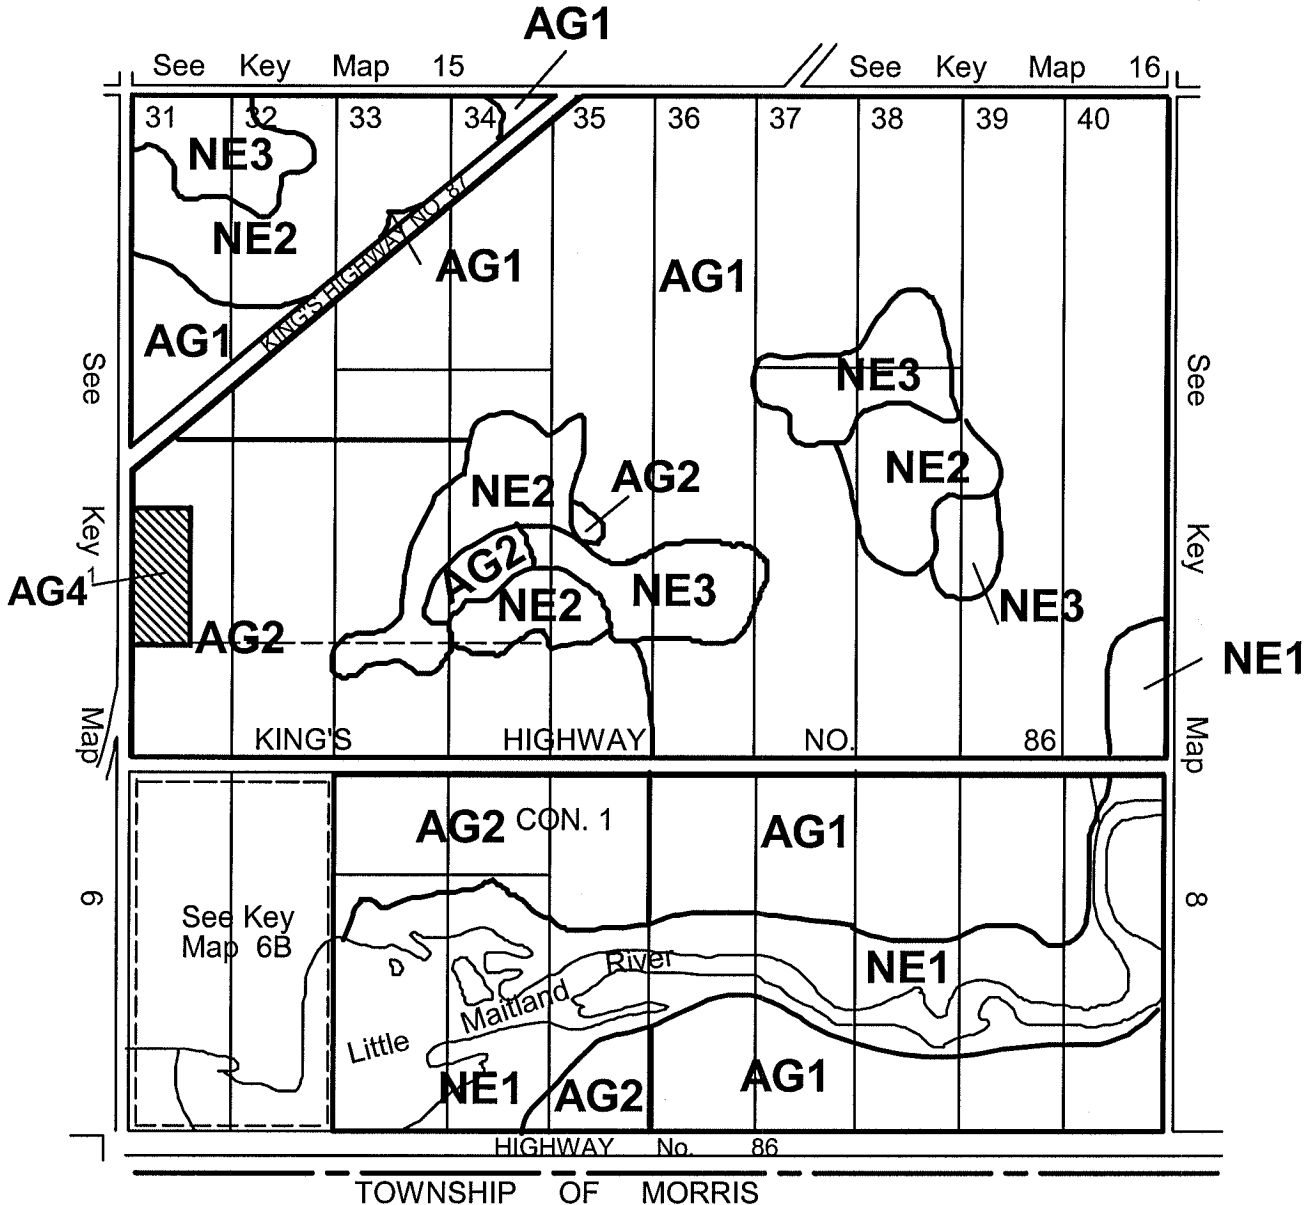 AG1
See Key Map 15
See Key Map 16
31 32 33 34 35 36 37 38 39 40
NE3
KING'S HIGHWAY NO. 87
NE2
AG1
AG1
AG1
See Key Map 6
See Key Map 8
NE3
NE2
NE2
AG2
AG2
AG4
1
NE2
NE3
NE3
AG2
NE1
KING'S HIGHWAY NO. 86
AG2
CON. 1
AG1
See Key
Map 6B
NE1
Little Maitland River
NE1
AG2
AG1
HIGHWAY No. 86
TOWNSHIP OF MORRIS